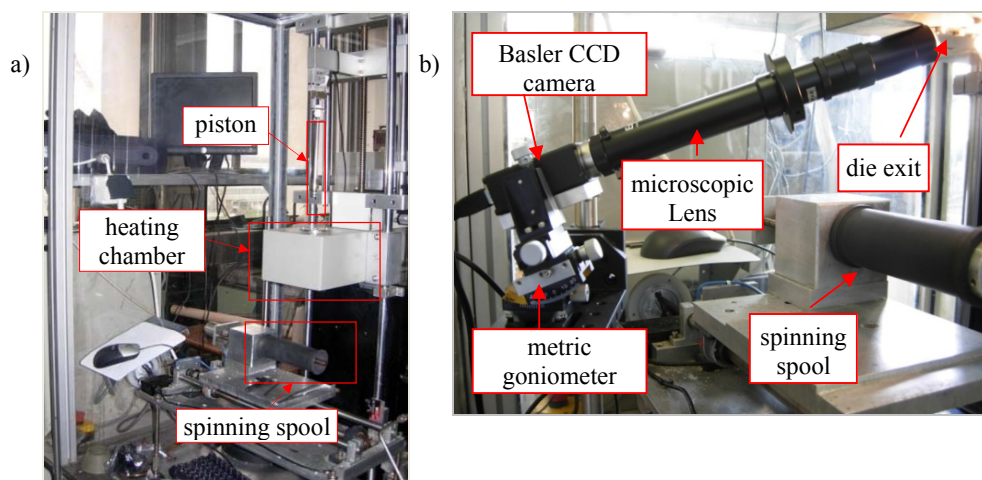 a)
piston
heating
chamber
spinning spool
b)
Basler CCD
camera
microscopic
Lens
die exit
metric
goniometer
spinning
spool